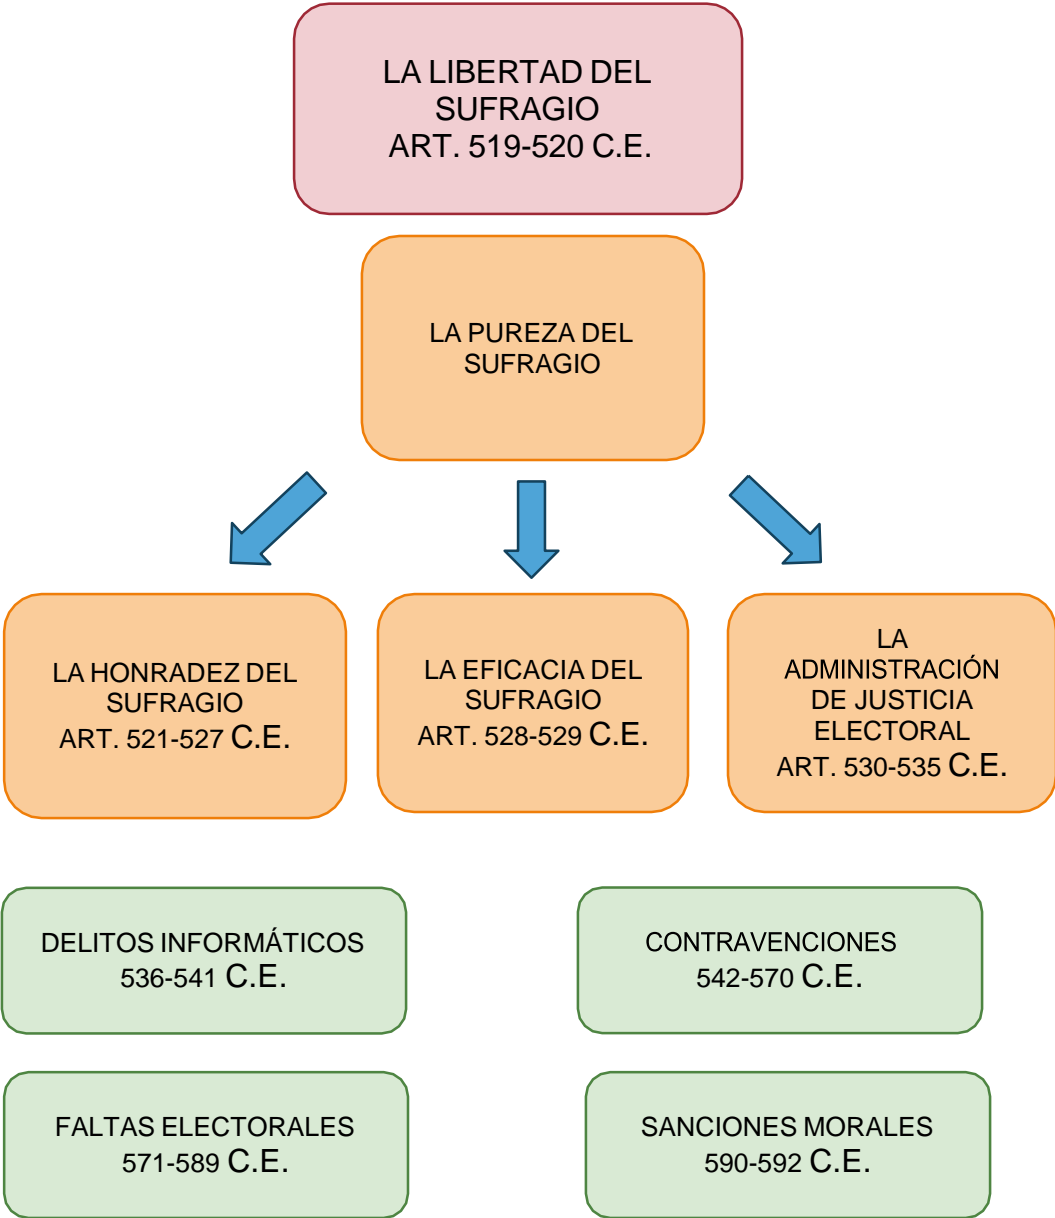 LA LIBERTAD DEL
SUFRAGIO
ART. 519-520 C.E.
LA PUREZA DEL
SUFRAGIO
LA HONRADEZ DEL
SUFRAGIO
ART. 521-527 C.E.
LA EFICACIA DEL
SUFRAGIO
ART. 528-529 C.E.
LA
ADMINISTRACIÓN
DE JUSTICIA
ELECTORAL
ART. 530-535 C.E.
DELITOS INFORMÁTICOS
536-541 C.E.
CONTRAVENCIONES
542-570 C.E.
FALTAS ELECTORALES
571-589 C.E.
SANCIONES MORALES
590-592 C.E.